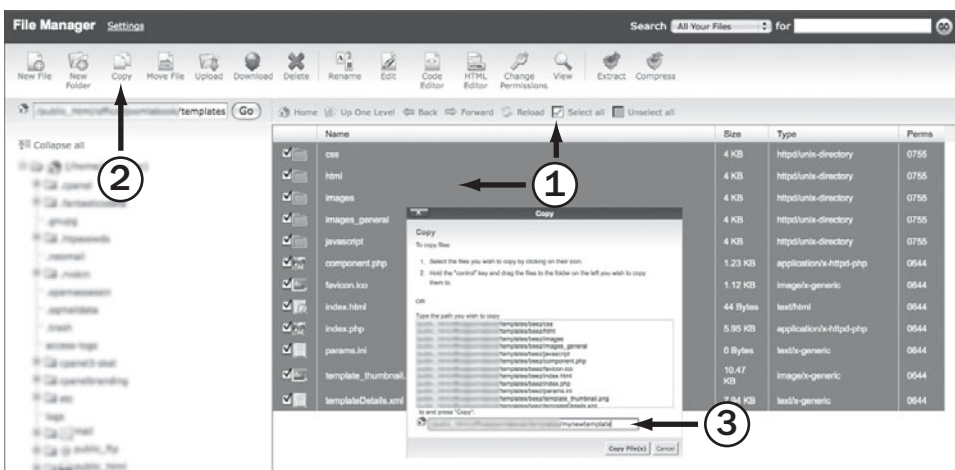 File Manager Settings
Search All Your Files for GO
New File New Folder Copy Move File Upload Download Delete Rename Edit Code Editor HTML Editor Change Permissions View Extract Compress
/templates Go
Home Up One Level Back Forward Reload Select all Unselect all
Collapse all
Name Size Type Perms
css 4 KB httpd/unix-directory 0755
html 4 KB httpd/unix-directory 0755
images 4 KB httpd/unix-directory 0755
images_general 4 KB httpd/unix-directory 0755
javascript 4 KB httpd/unix-directory 0755
component.php 1.23 KB application/x-httpd-php 0644
favicon.ico 1.12 KB image/x-generic 0644
index.html 44 Bytes text/html 0644
index.php 5.95 KB application/x-httpd-php 0644
params.ini 0 Bytes text/x-generic 0644
template_thumbnail. 10.47 KB image/x-generic 0644
templateDetails.xml 7.54 KB text/x-generic 0644
1
2
3
X Copy
Copy
To copy files:
1. Select the files you wish to copy by clicking on their icon.
2. Hold the "control" key and drag the files to the folder on the left you wish to copy
them to.
OR
Type the path you wish to copy
/templates/beez/css
/templates/beez/html
/templates/beez/images
/templates/beez/images_general
/templates/beez/javascript
/templates/beez/component.php
/templates/beez/favicon.ico
/templates/beez/index.html
/templates/beez/index.php
/templates/beez/params.ini
/templates/beez/template_thumbnail.png
/templates/beez/templateDetails.xml
to and press "Copy":
/mynewtemplate
Copy File(s) Cancel